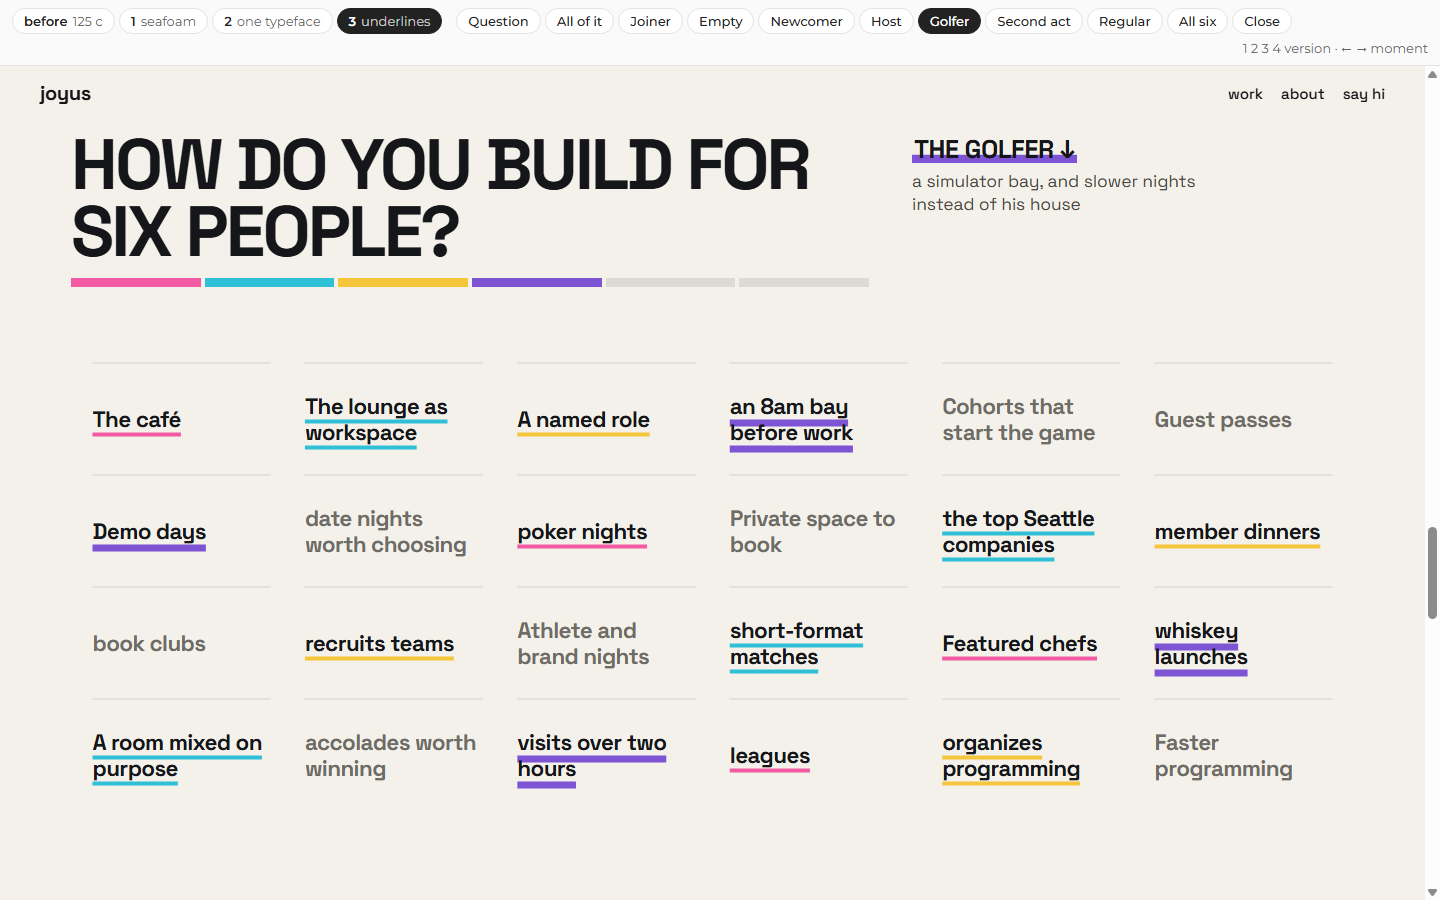 before 125 c
1 seafoam
2 one typeface
3 underlines
Question
All of it
Joiner
Empty
Newcomer
Host
Golfer
Second act
Regular
All six
Close
1 2 3 4 version · ← → moment
joyus
work about say hi
HOW DO YOU BUILD FOR
SIX PEOPLE?
THE GOLFER ↓
a simulator bay, and slower nights
instead of his house
The café
The lounge as
workspace
A named role
an 8am bay
before work
Cohorts that
start the game
Guest passes
Demo days
date nights
worth choosing
poker nights
Private space to
book
the top Seattle
companies
member dinners
book clubs
recruits teams
Athlete and
brand nights
short-format
matches
Featured chefs
whiskey
launches
A room mixed on
purpose
accolades worth
winning
visits over two
hours
leagues
organizes
programming
Faster
programming